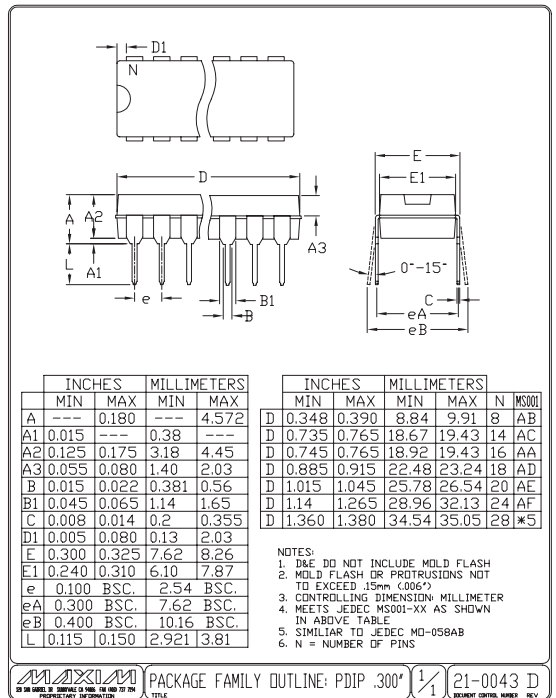 D1
N
D
E
E1
A
A2
A3
L
A1
e
B1
B
0°-15°
C
eA
eB
INCHES MILLIMETERS
MIN MAX MIN MAX
A --- 0.180 --- 4.572
A1 0.015 --- 0.38 ---
A2 0.125 0.175 3.18 4.45
A3 0.055 0.080 1.40 2.03
B 0.015 0.022 0.381 0.56
B1 0.045 0.065 1.14 1.65
C 0.008 0.014 0.2 0.355
D1 0.005 0.080 0.13 2.03
E 0.300 0.325 7.62 8.26
E1 0.240 0.310 6.10 7.87
e 0.100 BSC. 2.54 BSC.
eA 0.300 BSC. 7.62 BSC.
eB 0.400 BSC. 10.16 BSC.
L 0.115 0.150 2.921 3.81
INCHES MILLIMETERS
MIN MAX MIN MAX N MS001
D 0.348 0.390 8.84 9.91 8 AB
D 0.735 0.765 18.67 19.43 14 AC
D 0.745 0.765 18.92 19.43 16 AA
D 0.885 0.915 22.48 23.24 18 AD
D 1.015 1.045 25.78 26.54 20 AE
D 1.14 1.265 28.96 32.13 24 AF
D 1.360 1.380 34.54 35.05 28 *5
NOTES:
1. D&E DO NOT INCLUDE MOLD FLASH
2. MOLD FLASH OR PROTRUSIONS NOT
TO EXCEED .15mm (.006")
3. CONTROLLING DIMENSION: MILLIMETER
4. MEETS JEDEC MS001-XX AS SHOWN
IN ABOVE TABLE
5. SIMILIAR TO JEDEC MO-058AB
6. N = NUMBER OF PINS
MAXIM
PROPRIETARY INFORMATION
PACKAGE FAMILY OUTLINE: PDIP .300"
TITLE
1/1
21-0043 D
DOCUMENT CONTROL NUMBER REV